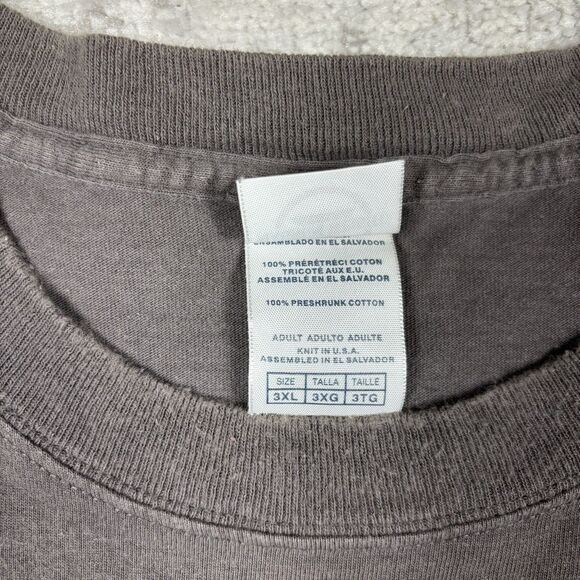 ENSAMBLADO EN EL SALVADOR
100% PRÉRÉTRÉCI COTON
TRICOTÉ AUX E.U.
ASSEMBLÉ EN EL SALVADOR
100% PRESHRUNK COTTON
ADULT ADULTO ADULTE
KNIT IN U.S.A.
ASSEMBLED IN EL SALVADOR
SIZE TALLA TAILLE
3XL 3XG 3TG